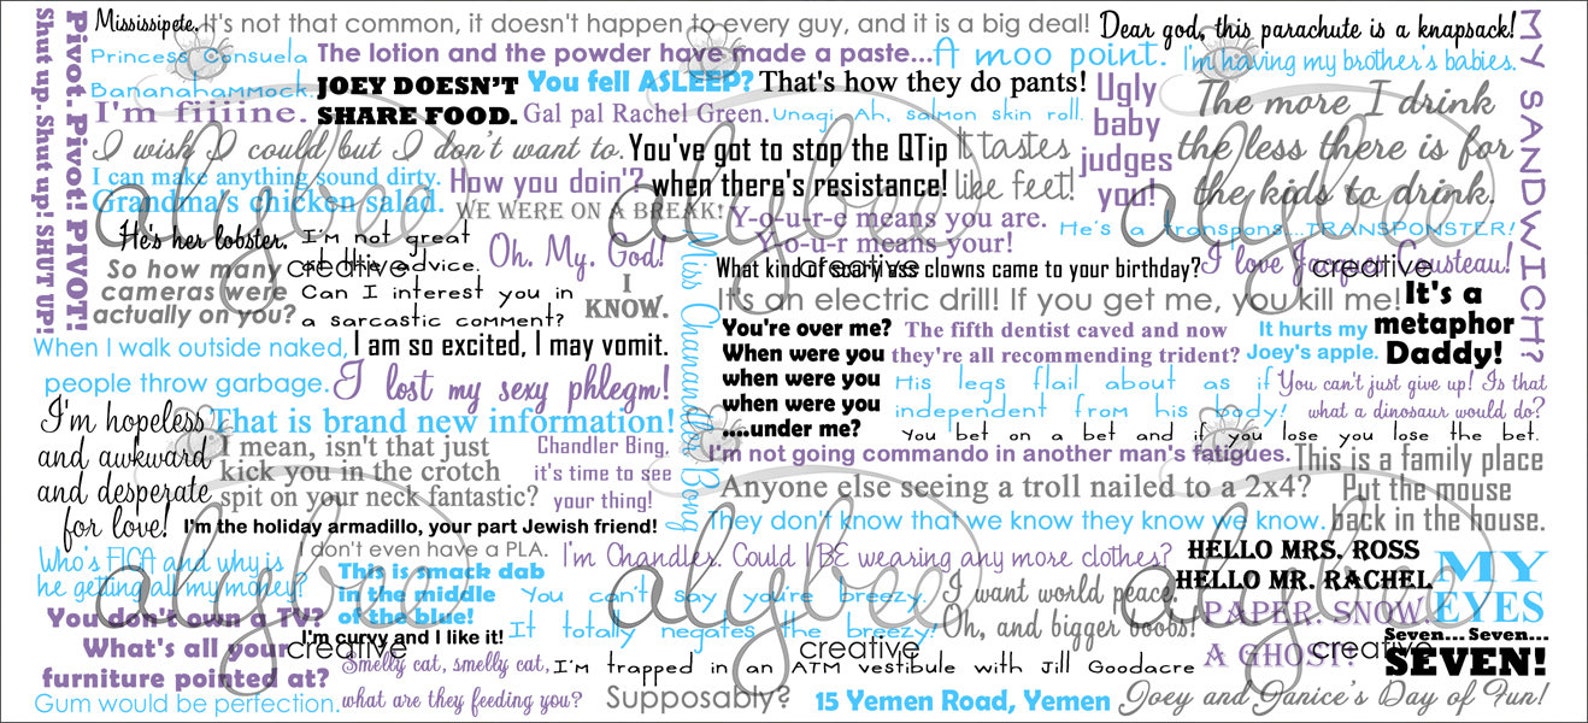 Shut up. Shut up! SHUT UP!
Pivot. Pivot! PIVOT!
Mississipete.
It's not that common, it doesn't happen to every guy, and it is a big deal!
Dear god, this parachute is a knapsack!
MY SANDWICH?
Princess Consuela
Bananahammock.
The lotion and the powder have made a paste...
A moo point.
I'm having my brother's babies.
JOEY DOESN'T
SHARE FOOD.
You fell ASLEEP?
That's how they do pants!
Ugly
baby
judges
you!
The more I drink
the less there is for
the kids to drink.
I'm fiiiine.
Gal pal Rachel Green.
Unagi. Ah, salmon skin roll.
I wish I could but I don't want to.
You've got to stop the QTip
when there's resistance!
It tastes
like feet!
I can make anything sound dirty.
How you doin'?
Grandma's chicken salad.
WE WERE ON A BREAK!
Y-o-u-r-e means you are.
Y-o-u-r means your!
He's a transpons....TRANSPONSTER!
He's her lobster.
I'm not great
at the advice.
Can I interest you in
a sarcastic comment?
Oh. My. God!
So how many
cameras were
actually on you?
I
KNOW.
Miss Chanandler Bong
What kind of scary ass clowns came to your birthday?
I love Jacques Cousteau!
It's an electric drill! If you get me, you kill me!
It's a
metaphor
Daddy!
You're over me?
When were you
when were you
when were you
....under me?
The fifth dentist caved and now
they're all recommending trident?
It hurts my
Joey's apple.
When I walk outside naked,
people throw garbage.
I am so excited, I may vomit.
I lost my sexy phlegm!
His legs flail about as if
independent from his body!
You can't just give up! Is that
what a dinosaur would do?
I'm hopeless
and awkward
and desperate
for love!
That is brand new information!
You bet on a bet and if you lose you lose the bet.
I mean, isn't that just
kick you in the crotch
spit on your neck fantastic?
Chandler Bing,
it's time to see
your thing!
I'm not going commando in another man's fatigues.
This is a family place
Put the mouse
back in the house.
Anyone else seeing a troll nailed to a 2x4?
I'm the holiday armadillo, your part Jewish friend!
They don't know that we know they know we know.
Who's FICA and why is
he getting all my money?
I don't even have a PLA.
I'm Chandler. Could I BE wearing any more clothes?
HELLO MRS. ROSS
HELLO MR. RACHEL
MY
EYES
This is smack dab
in the middle
of the blue!
You can't say you're breezy.
It totally negates the breezy!
I want world peace.
Oh, and bigger boobs!
PAPER. SNOW.
A GHOST!
You don't own a TV?
What's all your
furniture pointed at?
I'm curvy and I like it!
Seven... Seven...
SEVEN!
Smelly cat, smelly cat,
what are they feeding you?
I'm trapped in an ATM vestibule with Jill Goodacre
Gum would be perfection.
Supposably?
15 Yemen Road, Yemen
Joey and Janice's Day of Fun!
alybee
creative
alybee
creative
alybee
creative
alybee
creative
alybee
creative
alybee
creative